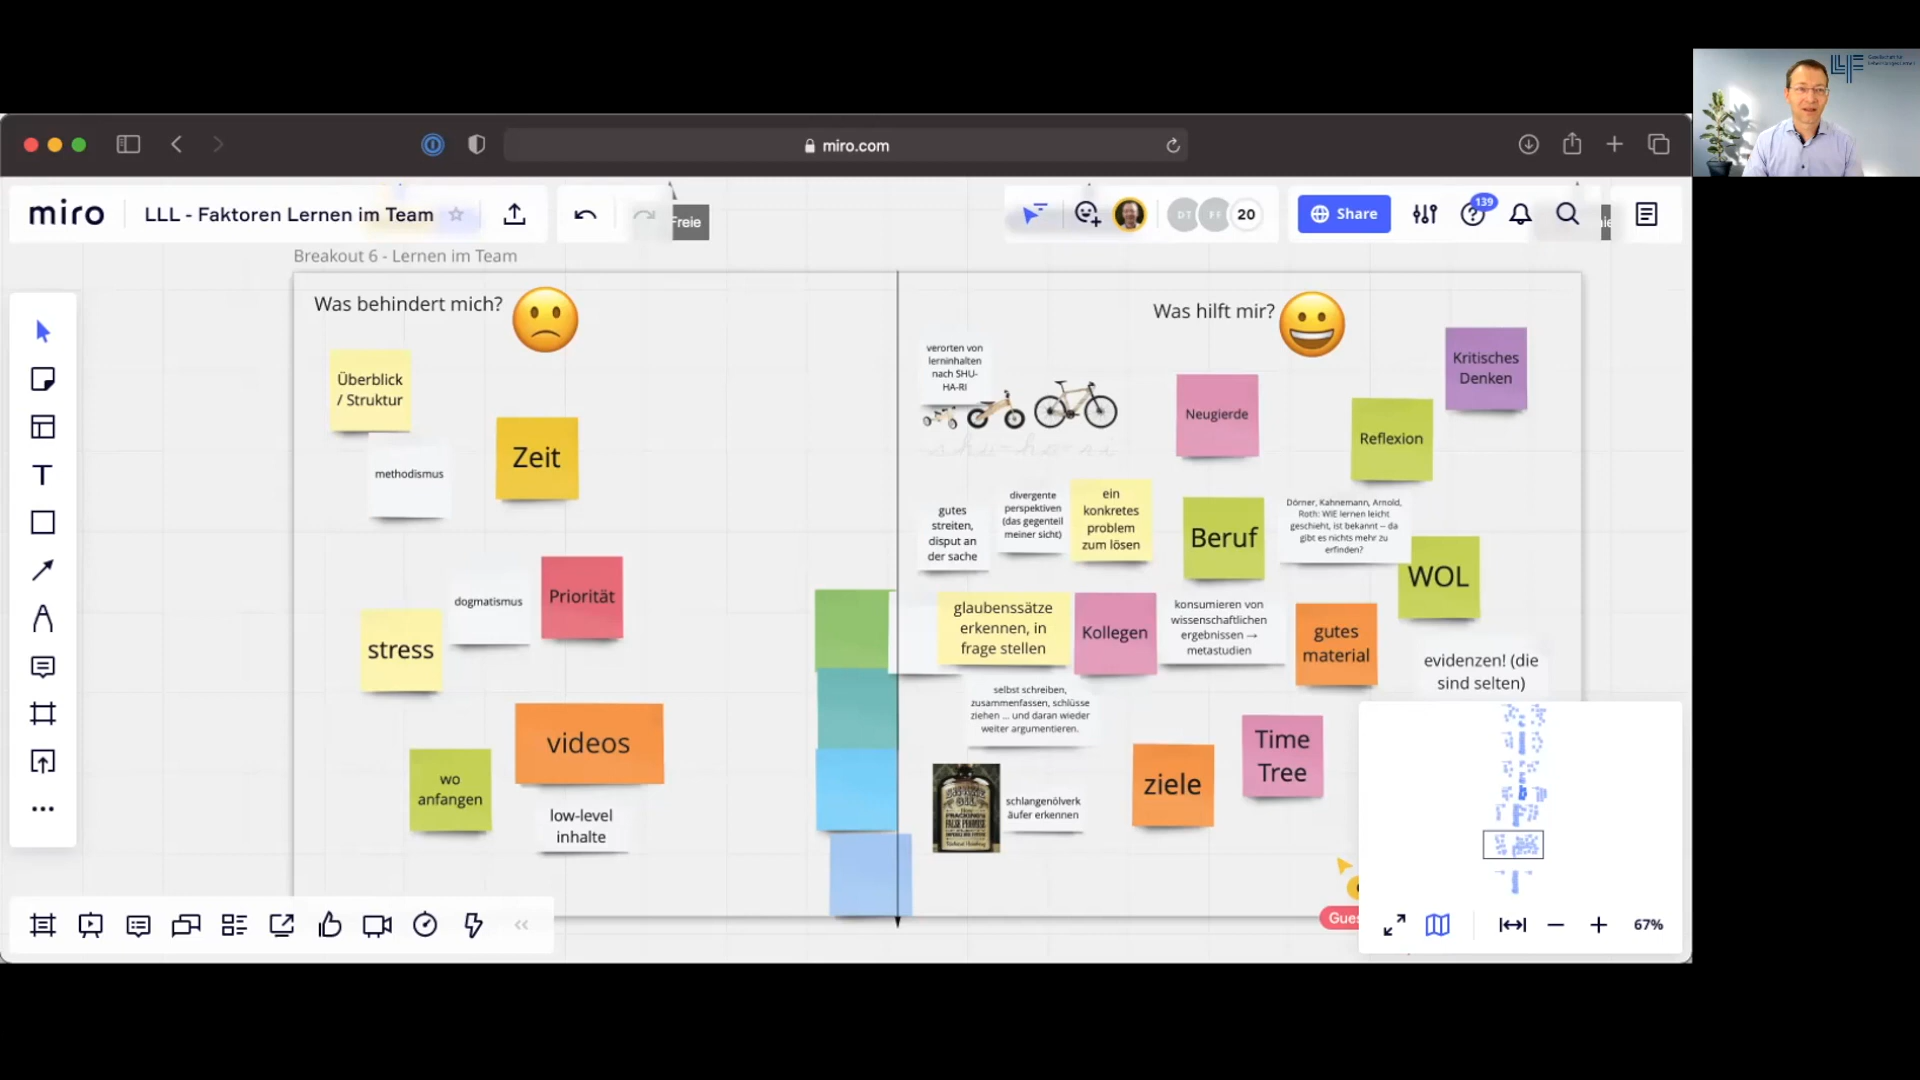 miro.com
miro
LLL - Faktoren Lernen im Team
Freie
DT
FF
20
Share
139
Breakout 6 - Lernen im Team
Was behindert mich?
Überblick
/ Struktur
methodismus
Zeit
dogmatismus
Priorität
stress
videos
wo
anfangen
low-level
inhalte
Was hilft mir?
verorten von
lerninhalten
nach SHU-
HA-RI
shu-ha-ri
Neugierde
Kritisches
Denken
Reflexion
gutes
streiten,
disput an
der sache
divergente
perspektiven
(das gegenteil
meiner sicht)
ein
konkretes
problem
zum lösen
Beruf
Dörner, Kahnemann, Arnold,
Roth: WIE lernen leicht
geschieht, ist bekannt – da
gibt es nichts mehr zu
erfinden?
WOL
glaubenssätze
erkennen, in
frage stellen
Kollegen
konsumieren von
wissenschaftlichen
ergebnissen →
metastudien
gutes
material
evidenzen! (die
sind selten)
selbst schreiben,
zusammenfassen, schlüsse
ziehen ... und daran wieder
weiter argumentieren.
schlangenölverk
äufer erkennen
ziele
Time
Tree
Gues
67%